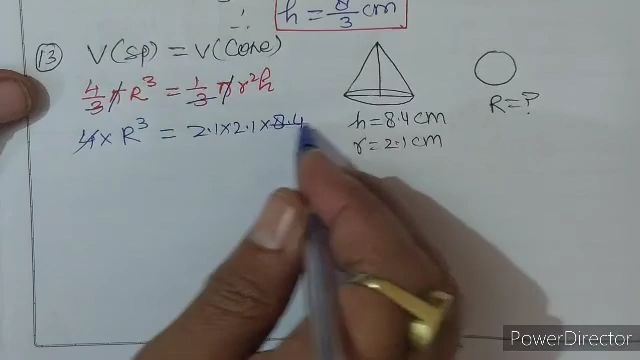 ∴ h = 8/3 cm
13 V(sp) = V(Cone)
4/3 π R³ = 1/3 π r² h
4 × R³ = 2.1 × 2.1 × 8.4
h = 8.4 cm
r = 2.1 cm
R = ?
PowerDirector